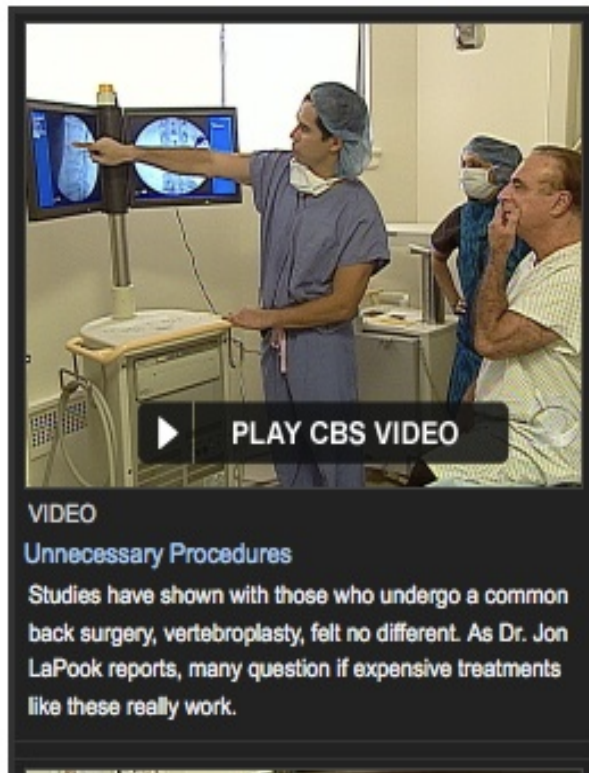 PLAY CBS VIDEO
VIDEO
Unnecessary Procedures
Studies have shown with those who undergo a common
back surgery, vertebroplasty, felt no different. As Dr. Jon
LaPook reports, many question if expensive treatments
like these really work.